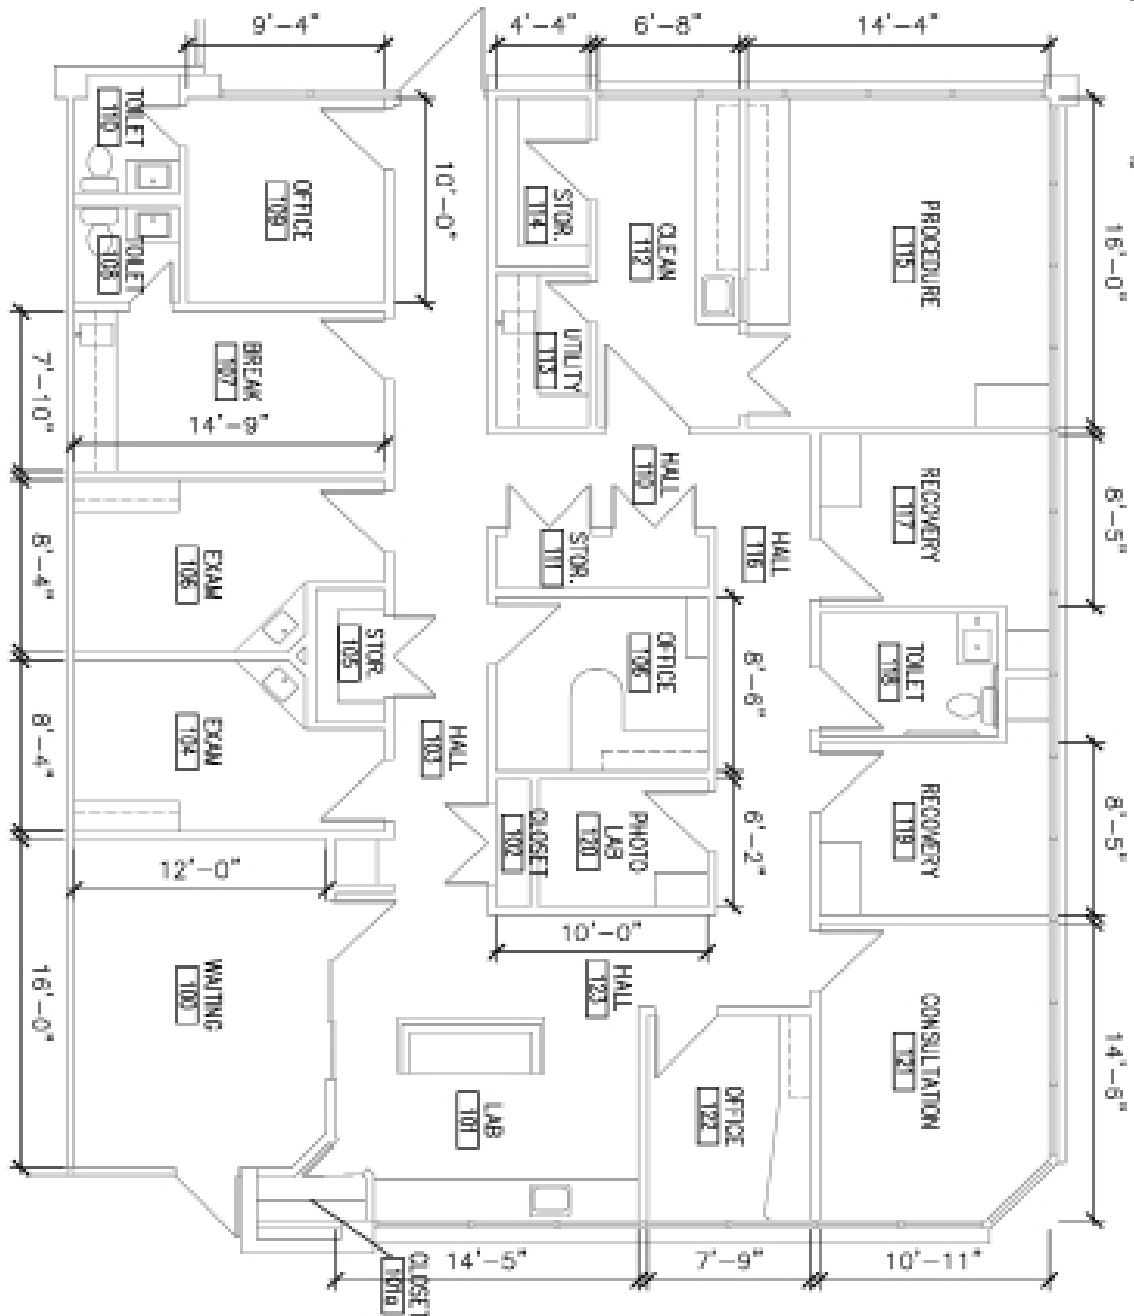 9'-4"
4'-4"
6'-8"
14'-4"
TOILET
110
OFFICE
109
10'-0"
STOR.
114
CLEAN
112
PROCEDURE
115
16'-0"
TOILET
108
UTILITY
113
BREAK
107
7'-10"
14'-9"
HALL
110
RECOVERY
117
8'-5"
EXAM
106
8'-4"
STOR.
111
HALL
116
STOR.
105
OFFICE
106
8'-6"
TOILET
118
EXAM
104
8'-4"
HALL
103
CLOSET
102
PHOTO
LAB
120
6'-2"
RECOVERY
119
8'-5"
12'-0"
10'-0"
WAITING
100
16'-0"
HALL
123
LAB
101
OFFICE
122
CONSULTATION
121
14'-6"
14'-5"
7'-9"
10'-11"
CLOSET
101a